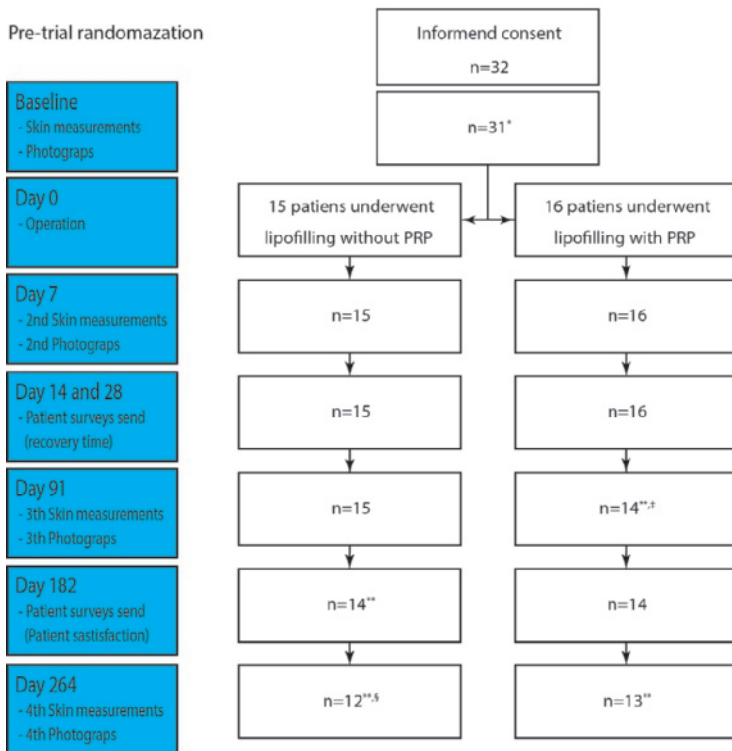 Pre-trial randomazation
Informend consent
n=32
Baseline
- Skin measurements
- Photograps
n=31*
Day 0
- Operation
15 patiens underwent
lipofilling without PRP
16 patiens underwent
lipofilling with PRP
Day 7
- 2nd Skin measurements
- 2nd Photograps
n=15
n=16
Day 14 and 28
- Patient surveys send
(recovery time)
n=15
n=16
Day 91
- 3th Skin measurements
- 3th Photograps
n=15
n=14**,‡
Day 182
- Patient surveys send
(Patient sastisfaction)
n=14**
n=14
Day 264
- 4th Skin measurements
- 4th Photograps
n=12**,§
n=13**